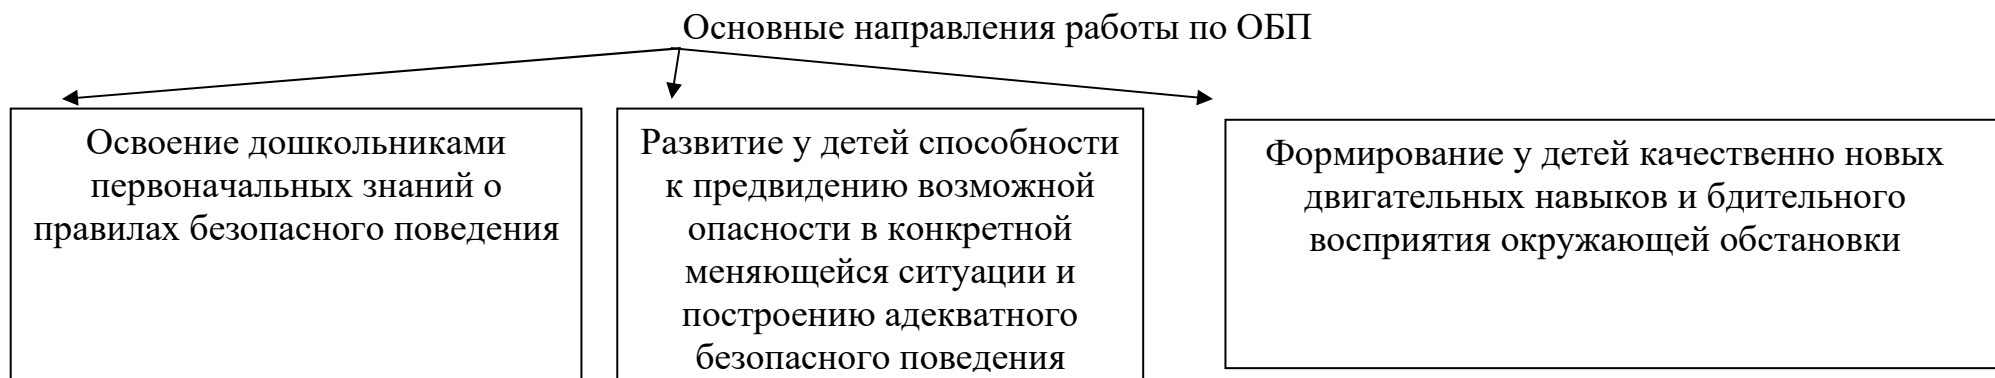 Основные направления работы по ОБП
Освоение дошкольниками
первоначальных знаний о
правилах безопасного поведения
Развитие у детей способности
к предвидению возможной
опасности в конкретной
меняющейся ситуации и
построению адекватного
безопасного поведения
Формирование у детей качественно новых
двигательных навыков и бдительного
восприятия окружающей обстановки